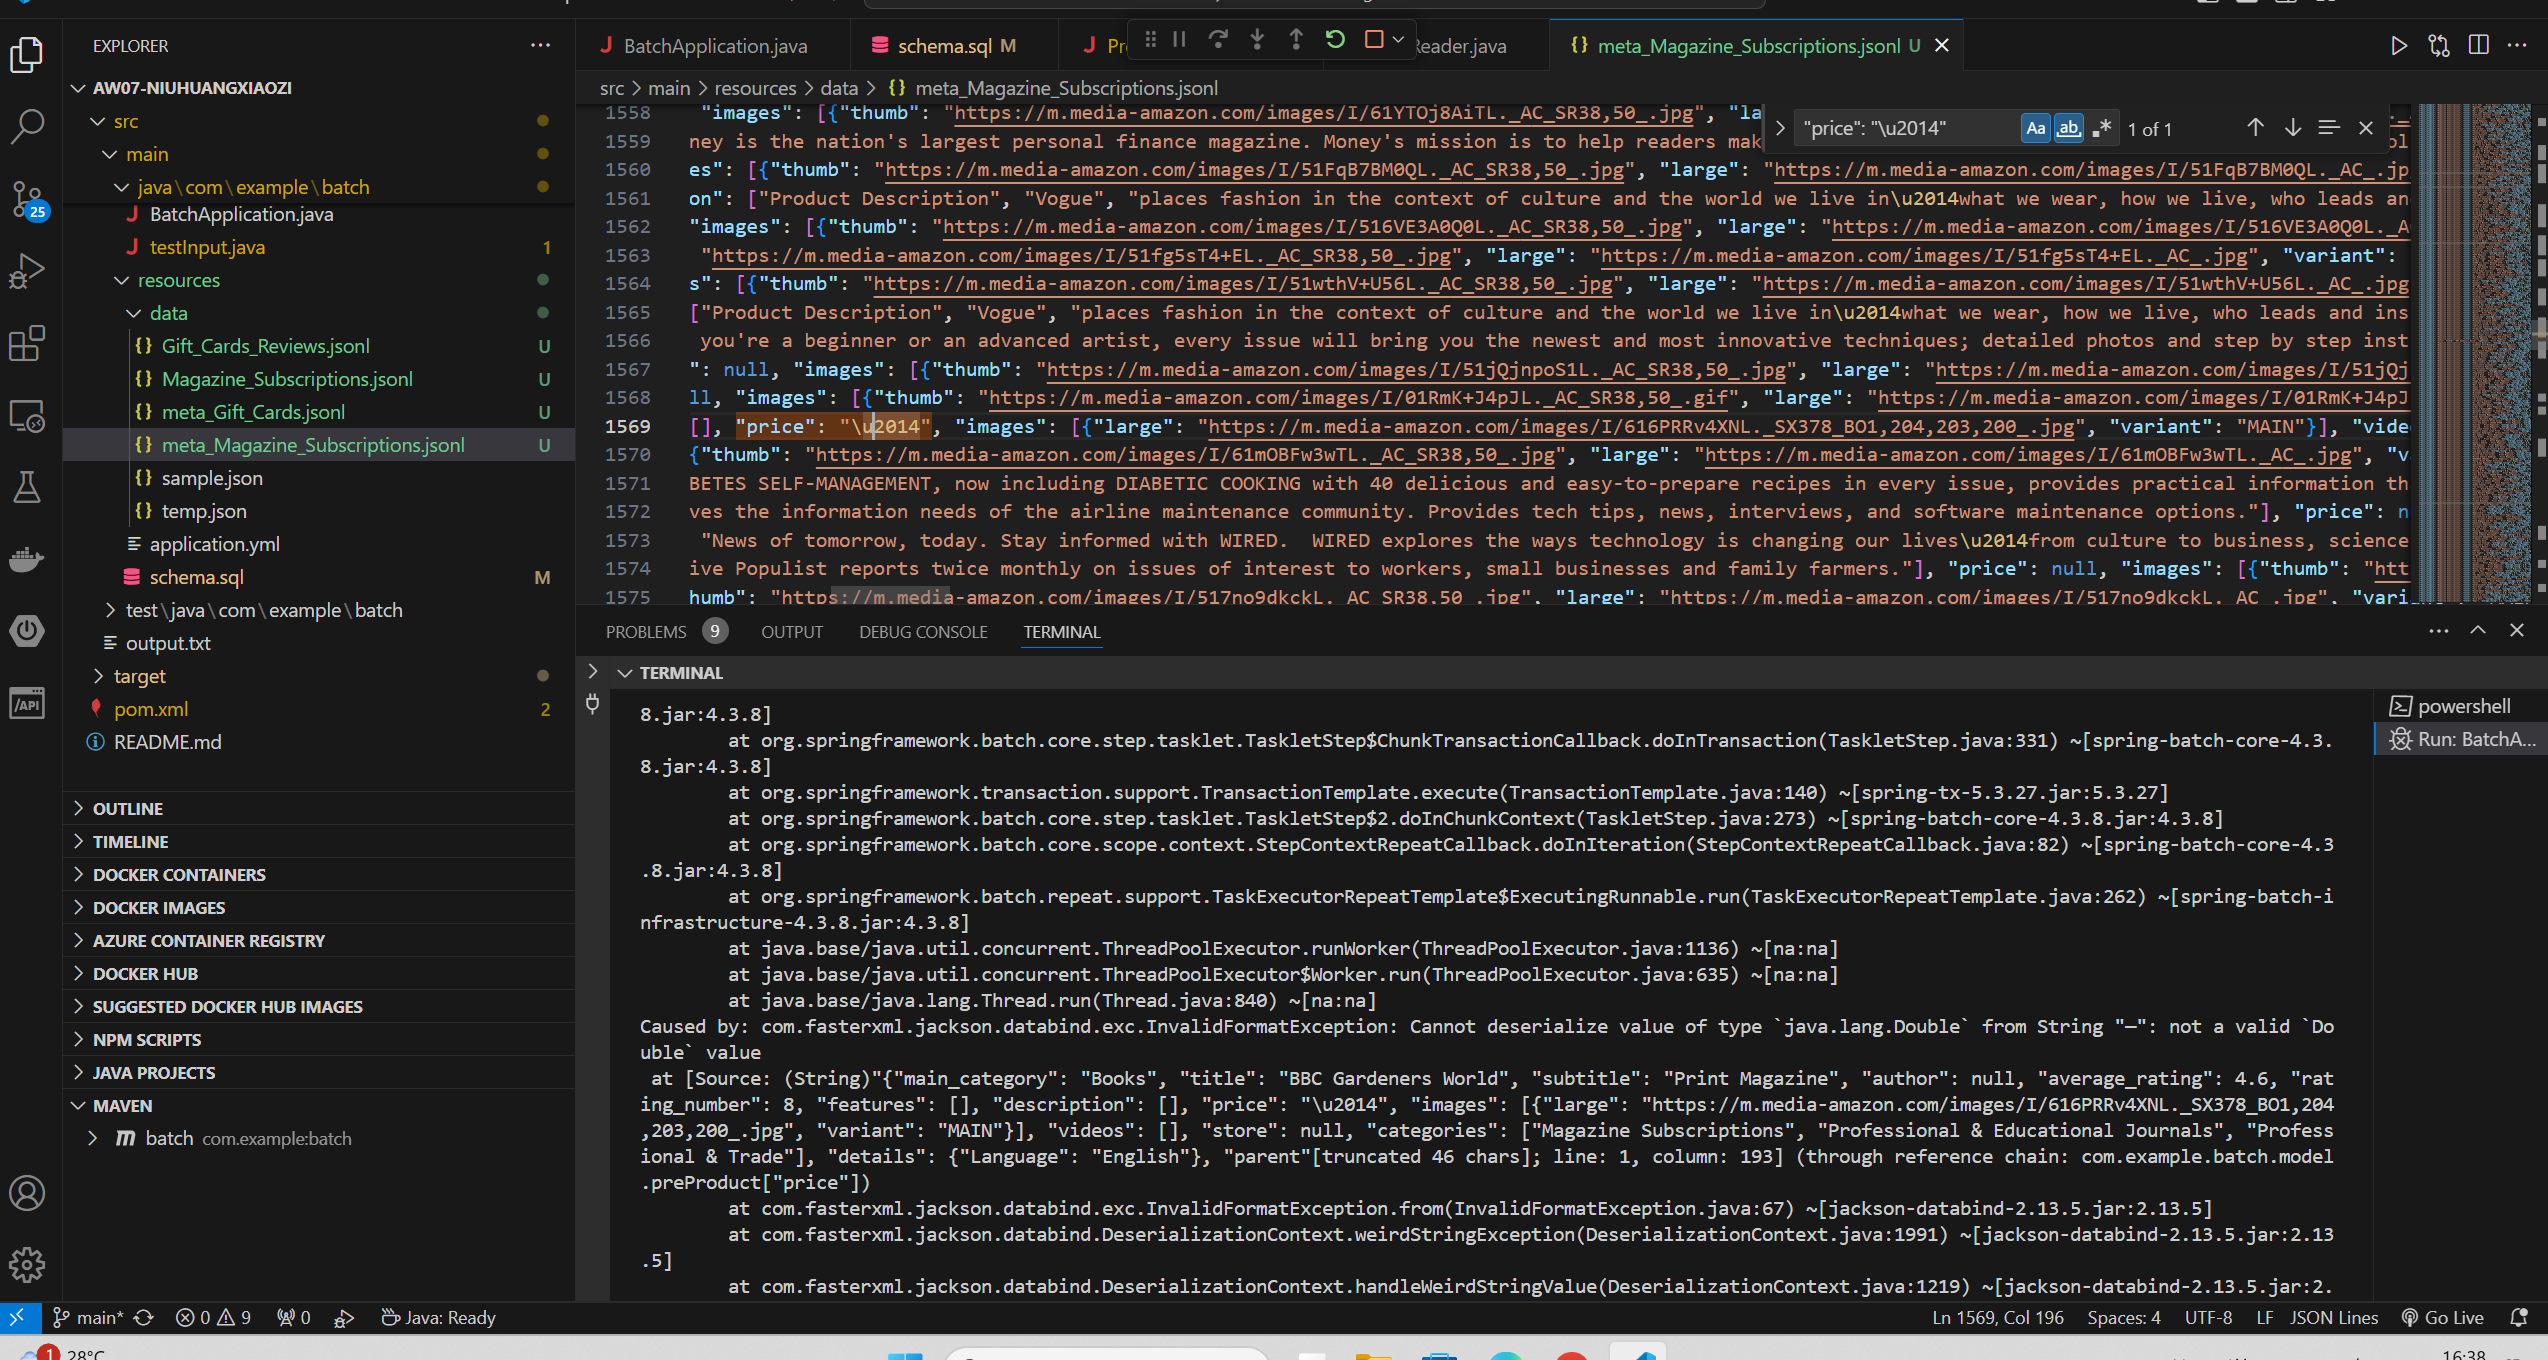 EXPLORER
AW07-NIUHUANGXIAOZI
src
main
java\com\example\batch
BatchApplication.java
testInput.java 1
resources
data
Gift_Cards_Reviews.jsonl U
Magazine_Subscriptions.jsonl U
meta_Gift_Cards.jsonl U
meta_Magazine_Subscriptions.jsonl U
sample.json
temp.json
application.yml
schema.sql M
test\java\com\example\batch
output.txt
target
pom.xml 2
README.md
OUTLINE
TIMELINE
DOCKER CONTAINERS
DOCKER IMAGES
AZURE CONTAINER REGISTRY
DOCKER HUB
SUGGESTED DOCKER HUB IMAGES
NPM SCRIPTS
JAVA PROJECTS
MAVEN
batch com.example:batch
25
/API
BatchApplication.java
schema.sql M
eader.java
meta_Magazine_Subscriptions.jsonl U
src > main > resources > data > {} meta_Magazine_Subscriptions.jsonl
"price": "\u2014" Aa ab .* 1 of 1
1558 "images": [{"thumb": "https://m.media-amazon.com/images/I/61YTOj8AiTL._AC_SR38,50_.jpg", "la
1559 ney is the nation's largest personal finance magazine. Money's mission is to help readers mak
1560 es": [{"thumb": "https://m.media-amazon.com/images/I/51FqB7BM0QL._AC_SR38,50_.jpg", "large": "https://m.media-amazon.com/images/I/51FqB7BM0QL._AC_.jp
1561 on": ["Product Description", "Vogue", "places fashion in the context of culture and the world we live in\u2014what we wear, how we live, who leads an
1562 "images": [{"thumb": "https://m.media-amazon.com/images/I/516VE3A0Q0L._AC_SR38,50_.jpg", "large": "https://m.media-amazon.com/images/I/516VE3A0Q0L._A
1563 "https://m.media-amazon.com/images/I/51fg5sT4+EL._AC_SR38,50_.jpg", "large": "https://m.media-amazon.com/images/I/51fg5sT4+EL._AC_.jpg", "variant":
1564 s": [{"thumb": "https://m.media-amazon.com/images/I/51wthV+U56L._AC_SR38,50_.jpg", "large": "https://m.media-amazon.com/images/I/51wthV+U56L._AC_.jpg
1565 ["Product Description", "Vogue", "places fashion in the context of culture and the world we live in\u2014what we wear, how we live, who leads and ins
1566 you're a beginner or an advanced artist, every issue will bring you the newest and most innovative techniques; detailed photos and step by step inst
1567 ": null, "images": [{"thumb": "https://m.media-amazon.com/images/I/51jQjnpoS1L._AC_SR38,50_.jpg", "large": "https://m.media-amazon.com/images/I/51jQj
1568 ll, "images": [{"thumb": "https://m.media-amazon.com/images/I/01RmK+J4pJL._AC_SR38,50_.gif", "large": "https://m.media-amazon.com/images/I/01RmK+J4pJ
1569 [], "price": "\u2014", "images": [{"large": "https://m.media-amazon.com/images/I/616PRRv4XNL._SX378_BO1,204,203,200_.jpg", "variant": "MAIN"}], "vide
1570 {"thumb": "https://m.media-amazon.com/images/I/61mOBFw3wTL._AC_SR38,50_.jpg", "large": "https://m.media-amazon.com/images/I/61mOBFw3wTL._AC_.jpg", "v
1571 BETES SELF-MANAGEMENT, now including DIABETIC COOKING with 40 delicious and easy-to-prepare recipes in every issue, provides practical information th
1572 ves the information needs of the airline maintenance community. Provides tech tips, news, interviews, and software maintenance options."], "price": n
1573 "News of tomorrow, today. Stay informed with WIRED.  WIRED explores the ways technology is changing our lives\u2014from culture to business, science
1574 ive Populist reports twice monthly on issues of interest to workers, small businesses and family farmers."], "price": null, "images": [{"thumb": "htt
1575 humb": "https://m.media-amazon.com/images/I/517no9dkckL._AC_SR38,50_.jpg", "large": "https://m.media-amazon.com/images/I/517no9dkckL._AC_.jpg", "vari
PROBLEMS 9 OUTPUT DEBUG CONSOLE TERMINAL
TERMINAL
powershell
Run: BatchA...
8.jar:4.3.8]
at org.springframework.batch.core.step.tasklet.TaskletStep$ChunkTransactionCallback.doInTransaction(TaskletStep.java:331) ~[spring-batch-core-4.3.
8.jar:4.3.8]
at org.springframework.transaction.support.TransactionTemplate.execute(TransactionTemplate.java:140) ~[spring-tx-5.3.27.jar:5.3.27]
at org.springframework.batch.core.step.tasklet.TaskletStep$2.doInChunkContext(TaskletStep.java:273) ~[spring-batch-core-4.3.8.jar:4.3.8]
at org.springframework.batch.core.scope.context.StepContextRepeatCallback.doInIteration(StepContextRepeatCallback.java:82) ~[spring-batch-core-4.3
.8.jar:4.3.8]
at org.springframework.batch.repeat.support.TaskExecutorRepeatTemplate$ExecutingRunnable.run(TaskExecutorRepeatTemplate.java:262) ~[spring-batch-i
nfrastructure-4.3.8.jar:4.3.8]
at java.base/java.util.concurrent.ThreadPoolExecutor.runWorker(ThreadPoolExecutor.java:1136) ~[na:na]
at java.base/java.util.concurrent.ThreadPoolExecutor$Worker.run(ThreadPoolExecutor.java:635) ~[na:na]
at java.base/java.lang.Thread.run(Thread.java:840) ~[na:na]
Caused by: com.fasterxml.jackson.databind.exc.InvalidFormatException: Cannot deserialize value of type `java.lang.Double` from String "—": not a valid `Do
uble` value
at [Source: (String)"{"main_category": "Books", "title": "BBC Gardeners World", "subtitle": "Print Magazine", "author": null, "average_rating": 4.6, "rat
ing_number": 8, "features": [], "description": [], "price": "\u2014", "images": [{"large": "https://m.media-amazon.com/images/I/616PRRv4XNL._SX378_BO1,204
,203,200_.jpg", "variant": "MAIN"}], "videos": [], "store": null, "categories": ["Magazine Subscriptions", "Professional & Educational Journals", "Profess
ional & Trade"], "details": {"Language": "English"}, "parent"[truncated 46 chars]; line: 1, column: 193] (through reference chain: com.example.batch.model
.preProduct["price"])
at com.fasterxml.jackson.databind.exc.InvalidFormatException.from(InvalidFormatException.java:67) ~[jackson-databind-2.13.5.jar:2.13.5]
at com.fasterxml.jackson.databind.DeserializationContext.weirdStringException(DeserializationContext.java:1991) ~[jackson-databind-2.13.5.jar:2.13
.5]
at com.fasterxml.jackson.databind.DeserializationContext.handleWeirdStringValue(DeserializationContext.java:1219) ~[jackson-databind-2.13.5.jar:2.
main* 0 9 0 Java: Ready Ln 1569, Col 196 Spaces: 4 UTF-8 LF JSON Lines Go Live
1 28°C 16:38